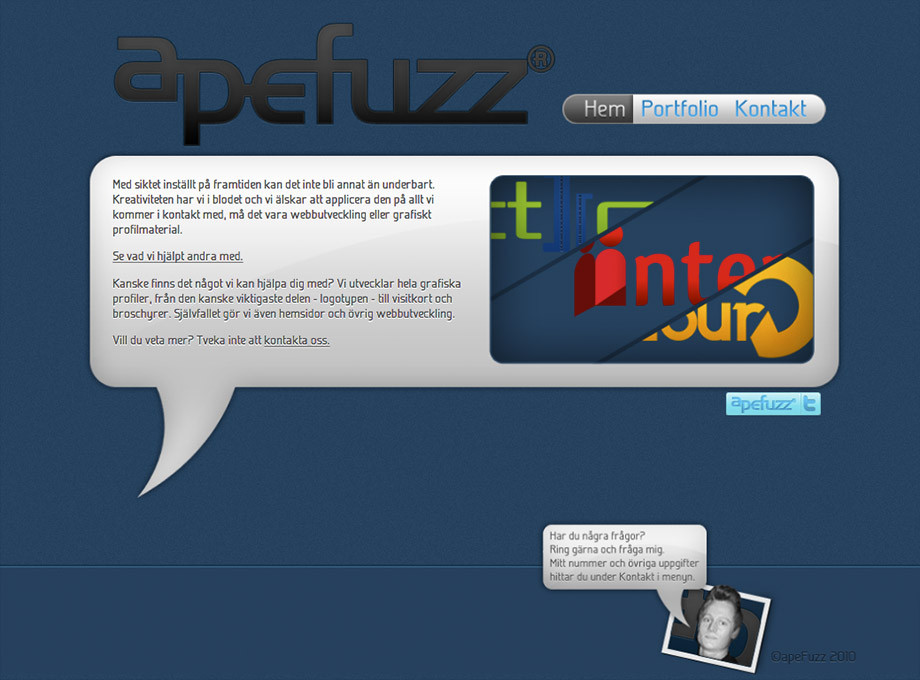 apefuzz®
Hem Portfolio Kontakt
Med siktet inställt på framtiden kan det inte bli annat än underbart.
Kreativiteten har vi i blodet och vi älskar att applicera den på allt vi
kommer i kontakt med, må det vara webbutveckling eller grafiskt
profilmaterial.
Se vad vi hjälpt andra med.
Kanske finns det något vi kan hjälpa dig med? Vi utvecklar hela grafiska
profiler, från den kanske viktigaste delen - logotypen - till visitkort och
broschyrer. Självfallet gör vi även hemsidor och övrig webbutveckling.
Vill du veta mer? Tveka inte att kontakta oss.
inter
our
apefuzz® t
Har du några frågor?
Ring gärna och fråga mig.
Mitt nummer och övriga uppgifter
hittar du under Kontakt i menyn.
©apeFuzz 2010